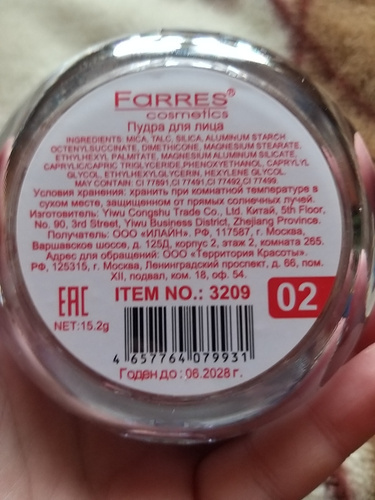 FARRES®
cosmetics
Пудра для лица
INGREDIENTS: MICA, TALC, SILICA, ALUMINUM STARCH
OCTENYLSUCCINATE, DIMETHICONE, MAGNESIUM STEARATE,
ETHYLHEXYL PALMITATE, MAGNESIUM ALUMINUM SILICATE,
CAPRYLIC/CAPRIC TRIGLYCERIDE,PHENOXYETHANOL, CAPRYLYL
GLYCOL, ETHYLHEXYLGLYCERIN, HEXYLENE GLYCOL.
MAY CONTAIN: CI 77891,CI 77491,CI 77492,CI 77499.
Условия хранения: хранить при комнатной температуре в
сухом месте, защищенном от прямых солнечных лучей.
Изготовитель: Yiwu Congshu Trade Co., Ltd. Китай, 5th Floor,
No. 90, 3rd Street, Yiwu Business District, Zhejiang Province.
Получатель: ООО «ИЛАЙН». РФ, 117587, г. Москва,
Варшавское шоссе, д. 125Д, корпус 2, этаж 2, комната 265.
Адрес для обращений: ООО «Территория Красоты».
РФ, 125315, г. Москва, Ленинградский проспект, д. 66, пом.
XII, подвал, ком. 18, оф. 54.
EAC ITEM NO.: 3209 02
NET:15.2g
4 657764 079931
Годен до: 06.2028 г.